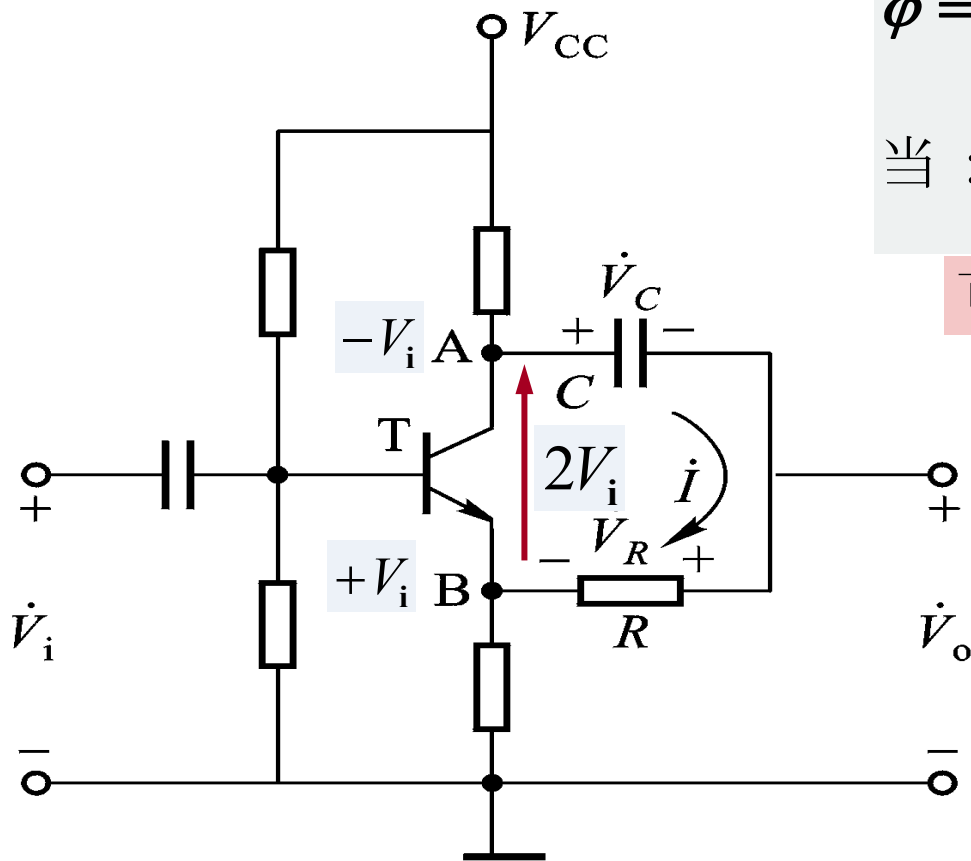 V_CC
φ =
当
V̇_C
+ −
−V_i A
C
T
2V_i
İ
+
+
V_R
− +
+V_i B
R
V̇_i
V̇_o
−
−